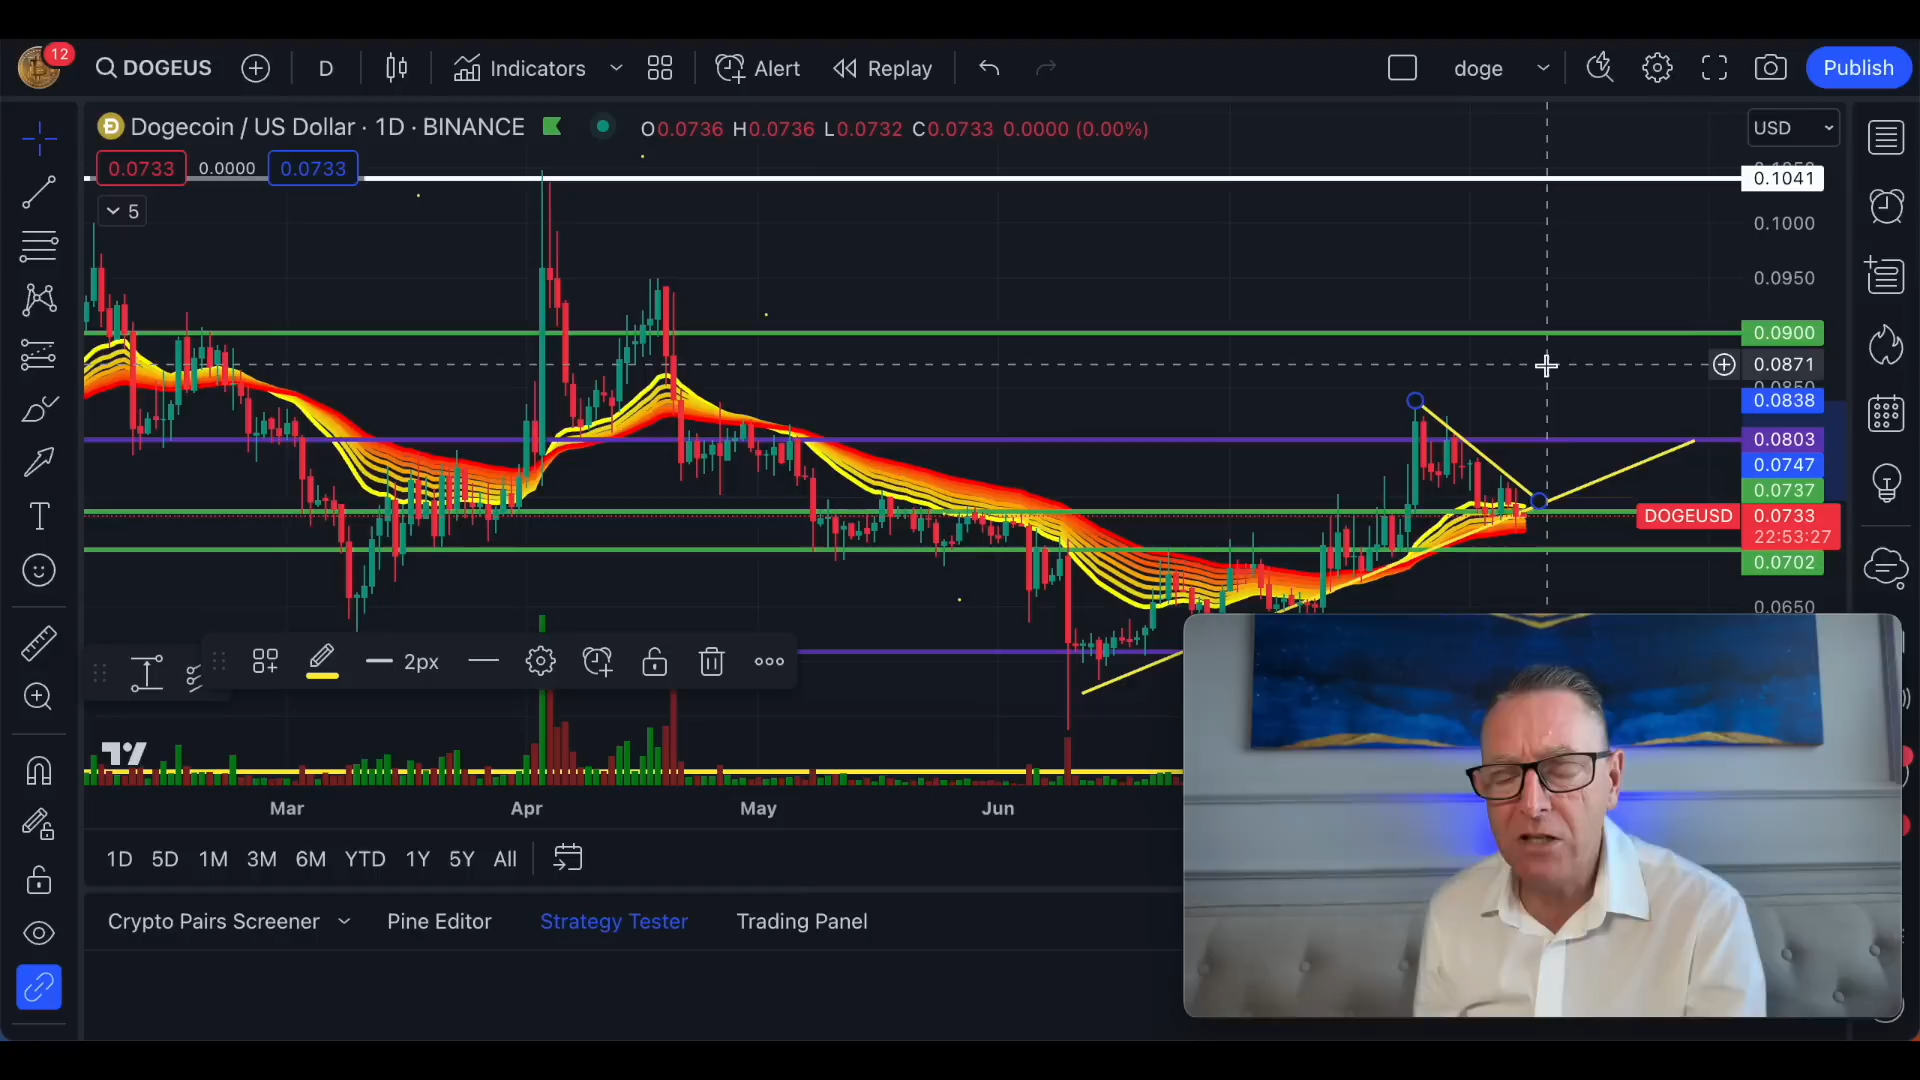 12
DOGEUS
D
Indicators
Alert
Replay
doge
Publish
Dogecoin / US Dollar · 1D · BINANCE
O0.0736 H0.0736 L0.0732 C0.0733 0.0000 (0.00%)
USD
0.0733
0.0000
0.0733
5
0.1041
0.1000
0.0950
0.0900
0.0871
0.0850
0.0838
0.0803
0.0747
0.0737
DOGEUSD
0.0733
22:53:27
0.0702
0.0650
2px
Mar
Apr
May
Jun
1D
5D
1M
3M
6M
YTD
1Y
5Y
All
Crypto Pairs Screener
Pine Editor
Strategy Tester
Trading Panel